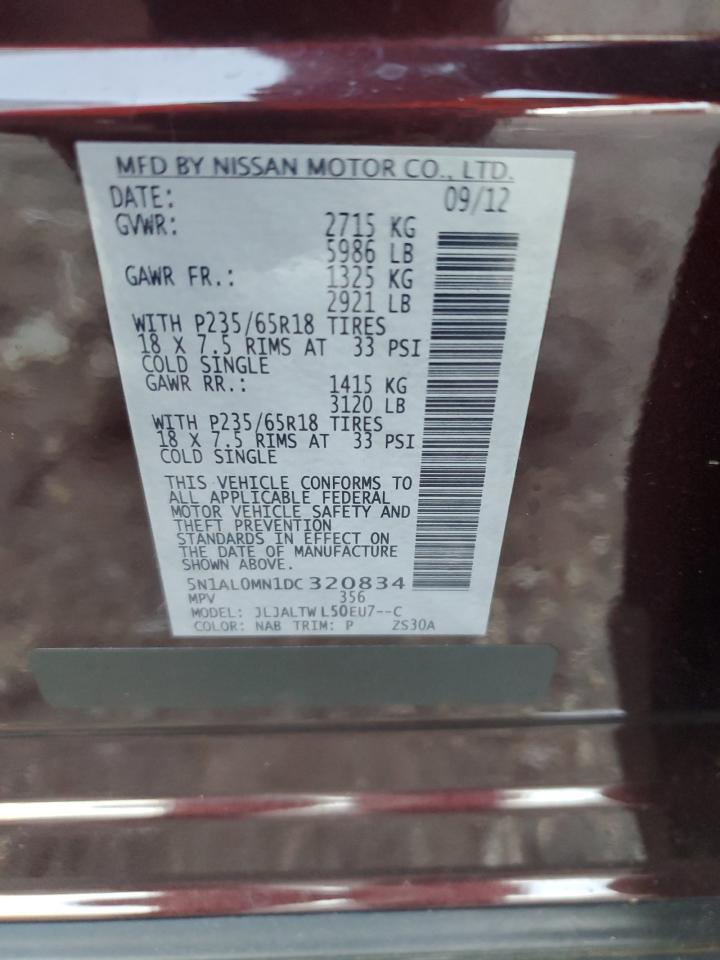 MFD BY NISSAN MOTOR CO., LTD.
DATE: 09/12
GVWR: 2715 KG
5986 LB
GAWR FR.: 1325 KG
2921 LB
WITH P235/65R18 TIRES
18 X 7.5 RIMS AT 33 PSI
COLD SINGLE
GAWR RR.: 1415 KG
3120 LB
WITH P235/65R18 TIRES
18 X 7.5 RIMS AT 33 PSI
COLD SINGLE
THIS VEHICLE CONFORMS TO
ALL APPLICABLE FEDERAL
MOTOR VEHICLE SAFETY AND
THEFT PREVENTION
STANDARDS IN EFFECT ON
THE DATE OF MANUFACTURE
SHOWN ABOVE.
5N1AL0MN1DC320834
MPV 356
MODEL: JLJALTWL50EU7--C
COLOR: NAB TRIM: P ZS30A